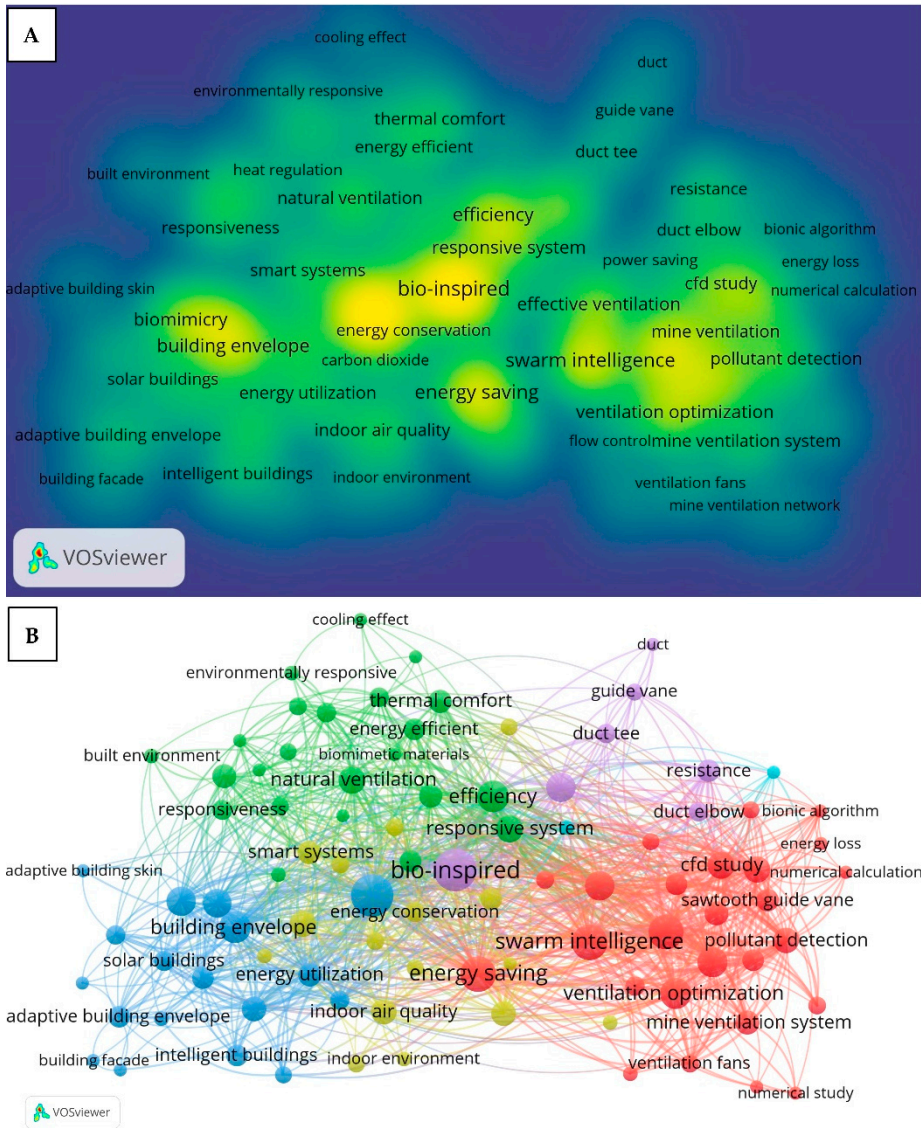 A
cooling effect
duct
environmentally responsive
guide vane
thermal comfort
energy efficient
duct tee
built environment
heat regulation
resistance
natural ventilation
efficiency
responsiveness
duct elbow
bionic algorithm
responsive system
smart systems
power saving
energy loss
adaptive building skin
bio-inspired
cfd study
numerical calculation
effective ventilation
biomimicry
energy conservation
mine ventilation
building envelope
carbon dioxide
swarm intelligence
pollutant detection
solar buildings
energy utilization
energy saving
ventilation optimization
adaptive building envelope
indoor air quality
flow control
mine ventilation system
building facade
intelligent buildings
indoor environment
ventilation fans
mine ventilation network
VOSviewer
B
cooling effect
duct
environmentally responsive
guide vane
thermal comfort
energy efficient
duct tee
built environment
biomimetic materials
resistance
natural ventilation
efficiency
responsiveness
duct elbow
bionic algorithm
responsive system
smart systems
energy loss
adaptive building skin
bio-inspired
cfd study
numerical calculation
energy conservation
sawtooth guide vane
building envelope
swarm intelligence
pollutant detection
solar buildings
energy utilization
energy saving
ventilation optimization
adaptive building envelope
indoor air quality
mine ventilation system
building facade
intelligent buildings
indoor environment
ventilation fans
numerical study
VOSviewer